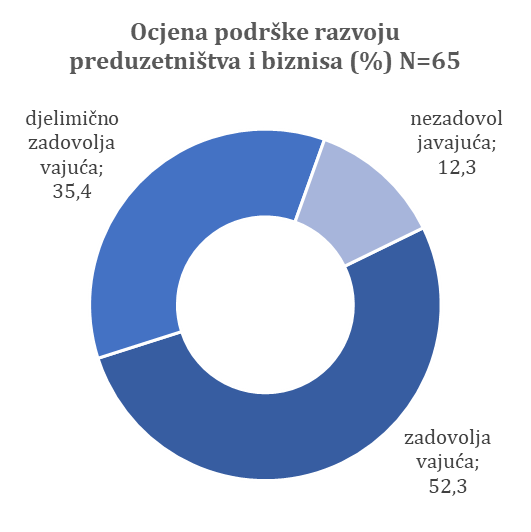 Ocjena podrške razvoju
preduzetništva i biznisa (%) N=65
djelimično
zadovolja
vajuća;
35,4
nezadovol
javajuća;
12,3
zadovolja
vajuća;
52,3